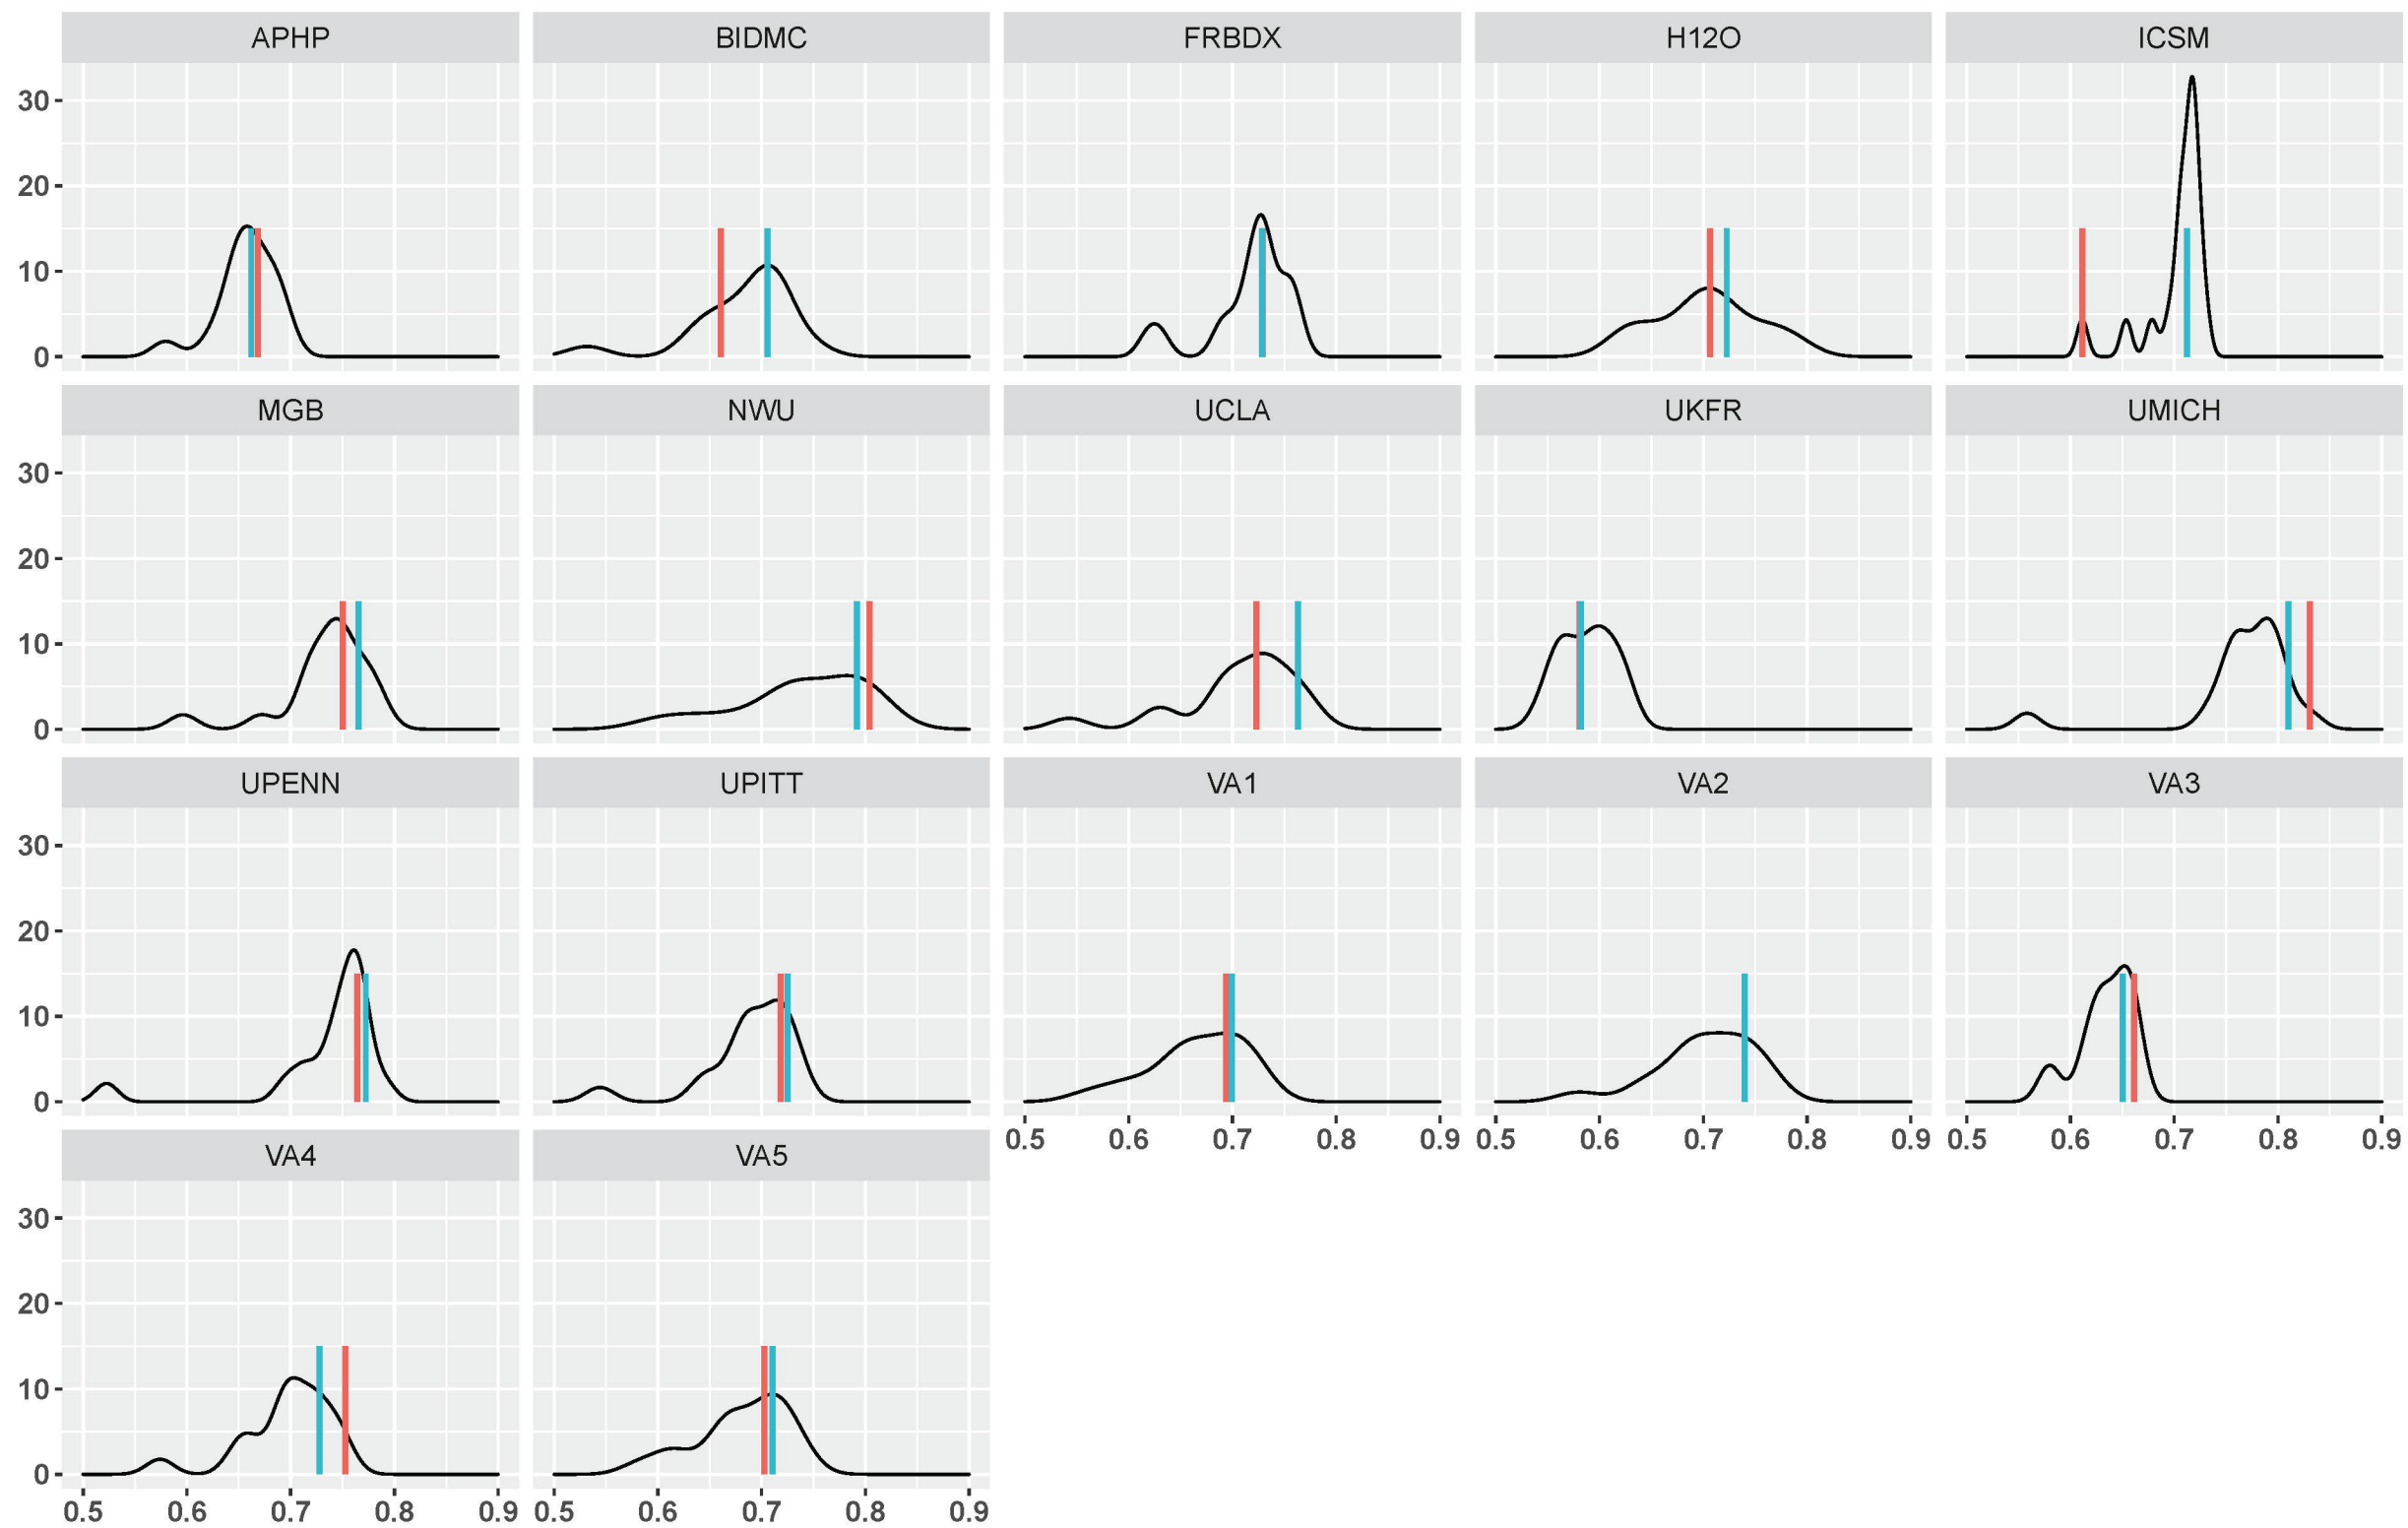 APHP BIDMC FRBDX H12O ICSM
30
20
10
0
MGB NWU UCLA UKFR UMICH
30
20
10
0
UPENN UPITT VA1 VA2 VA3
30
20
10
0
0.5 0.6 0.7 0.8 0.9 0.5 0.6 0.7 0.8 0.9 0.5 0.6 0.7 0.8 0.9
VA4 VA5
30
20
10
0
0.5 0.6 0.7 0.8 0.9 0.5 0.6 0.7 0.8 0.9